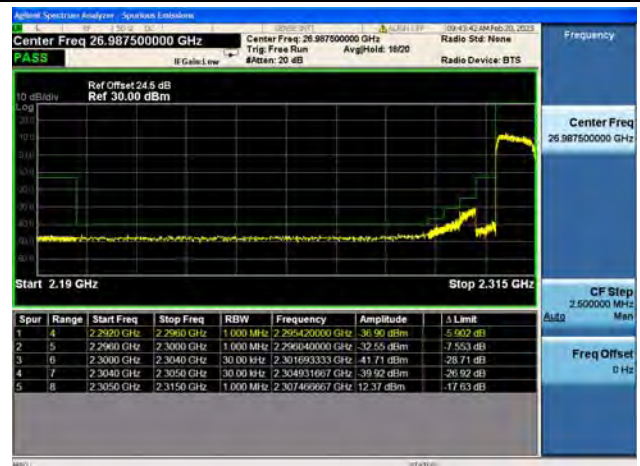 Agilent Spectrum Analyzer - Spurious Emissions
09:43:42 AM Feb 20, 2023
Center Freq 26.987500000 GHz
Center Freq: 26.987500000 GHz
Radio Std: None
Frequency
PASS
Trig: Free Run
Avg|Hold: 18/20
IFGain:Low
#Atten: 20 dB
Radio Device: BTS
Ref Offset 24.5 dB
10 dB/div
Ref 30.00 dBm
Log
Center Freq
26.987500000 GHz
Start 2.19 GHz
Stop 2.315 GHz
CF Step
2.500000 MHz
Auto Man
Spur Range Start Freq Stop Freq RBW Frequency Amplitude Δ Limit
1 4 2.2920 GHz 2.2960 GHz 1.000 MHz 2.295420000 GHz -36.90 dBm -5.902 dB
2 5 2.2960 GHz 2.3000 GHz 1.000 MHz 2.296040000 GHz -32.55 dBm -7.553 dB
3 6 2.3000 GHz 2.3040 GHz 30.00 kHz 2.301693333 GHz -41.71 dBm -28.71 dB
4 7 2.3040 GHz 2.3050 GHz 30.00 kHz 2.304931667 GHz -39.92 dBm -26.92 dB
5 8 2.3050 GHz 2.3150 GHz 1.000 MHz 2.307466667 GHz 12.37 dBm -17.63 dB
Freq Offset
0 Hz